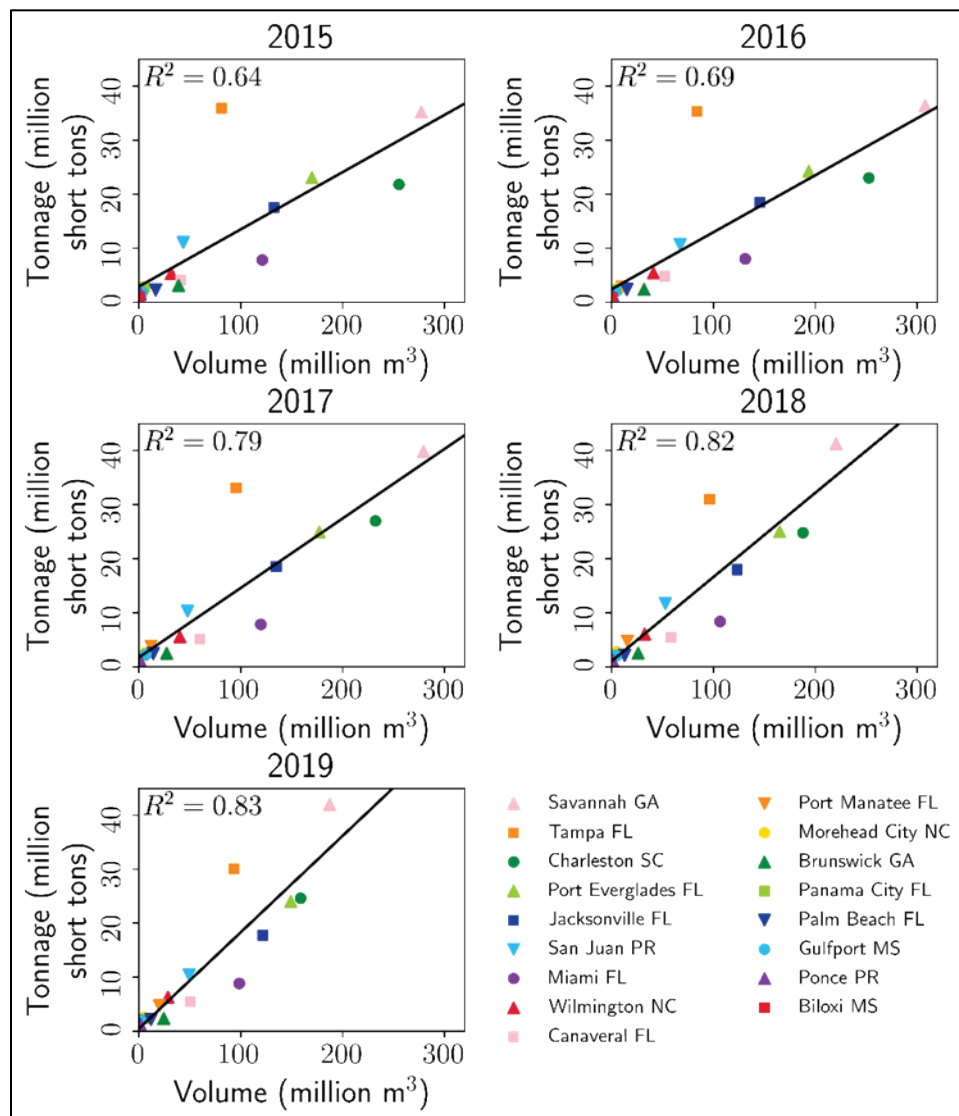 2015
R² = 0.64
Tonnage (million
short tons)
40
30
20
10
0
0 100 200 300
Volume (million m³)
2016
R² = 0.69
Tonnage (million
short tons)
40
30
20
10
0
0 100 200 300
Volume (million m³)
2017
R² = 0.79
Tonnage (million
short tons)
40
30
20
10
0
0 100 200 300
Volume (million m³)
2018
R² = 0.82
Tonnage (million
short tons)
40
30
20
10
0
0 100 200 300
Volume (million m³)
2019
R² = 0.83
Tonnage (million
short tons)
40
30
20
10
0
0 100 200 300
Volume (million m³)
Savannah GA
Tampa FL
Charleston SC
Port Everglades FL
Jacksonville FL
San Juan PR
Miami FL
Wilmington NC
Canaveral FL
Port Manatee FL
Morehead City NC
Brunswick GA
Panama City FL
Palm Beach FL
Gulfport MS
Ponce PR
Biloxi MS